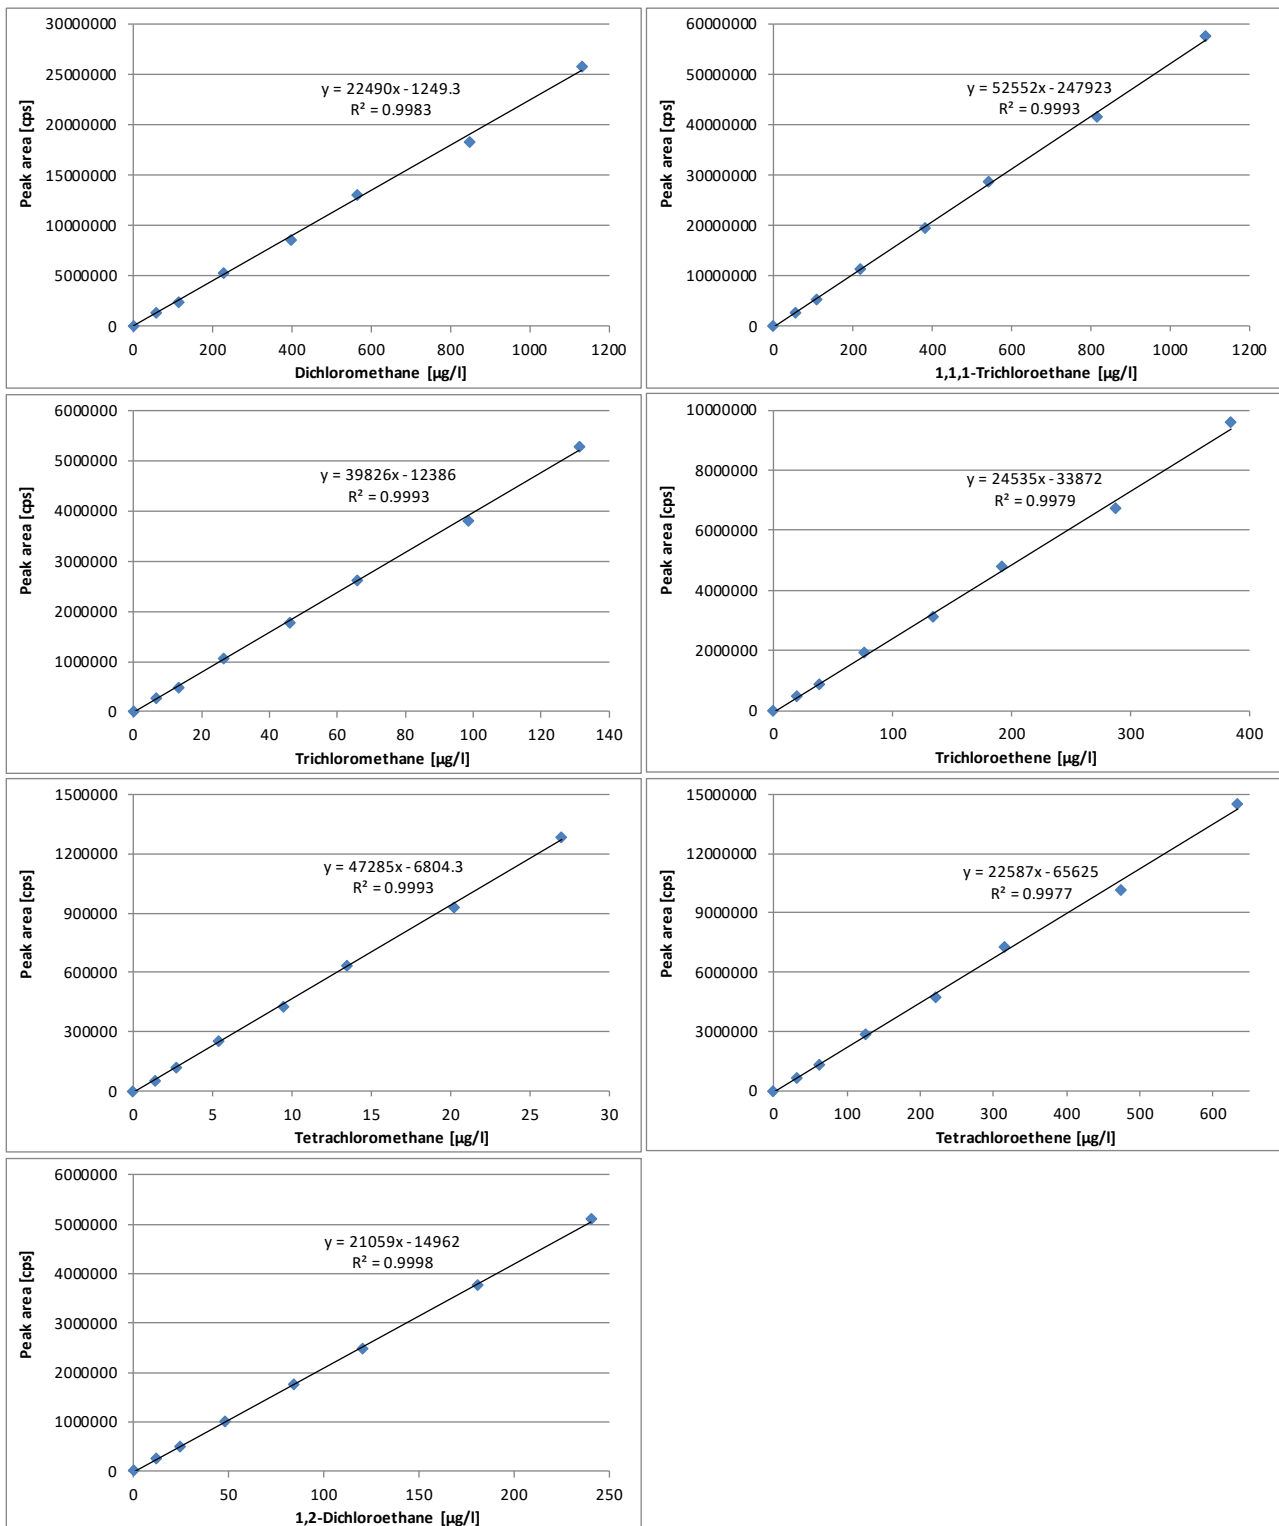 30000000
25000000
20000000
15000000
10000000
5000000
0
Peak area [cps]
y = 22490x - 1249.3
R² = 0.9983
0 200 400 600 800 1000 1200
Dichloromethane [µg/l]
60000000
50000000
40000000
30000000
20000000
10000000
0
Peak area [cps]
y = 52552x - 247923
R² = 0.9993
0 200 400 600 800 1000 1200
1,1,1-Trichloroethane [µg/l]
6000000
5000000
4000000
3000000
2000000
1000000
0
Peak area [cps]
y = 39826x - 12386
R² = 0.9993
0 20 40 60 80 100 120 140
Trichloromethane [µg/l]
10000000
8000000
6000000
4000000
2000000
0
Peak area [cps]
y = 24535x - 33872
R² = 0.9979
0 100 200 300 400
Trichloroethene [µg/l]
1500000
1200000
900000
600000
300000
0
Peak area [cps]
y = 47285x - 6804.3
R² = 0.9993
0 5 10 15 20 25 30
Tetrachloromethane [µg/l]
15000000
12000000
9000000
6000000
3000000
0
Peak area [cps]
y = 22587x - 65625
R² = 0.9977
0 100 200 300 400 500 600
Tetrachloroethene [µg/l]
6000000
5000000
4000000
3000000
2000000
1000000
0
Peak area [cps]
y = 21059x - 14962
R² = 0.9998
0 50 100 150 200 250
1,2-Dichloroethane [µg/l]